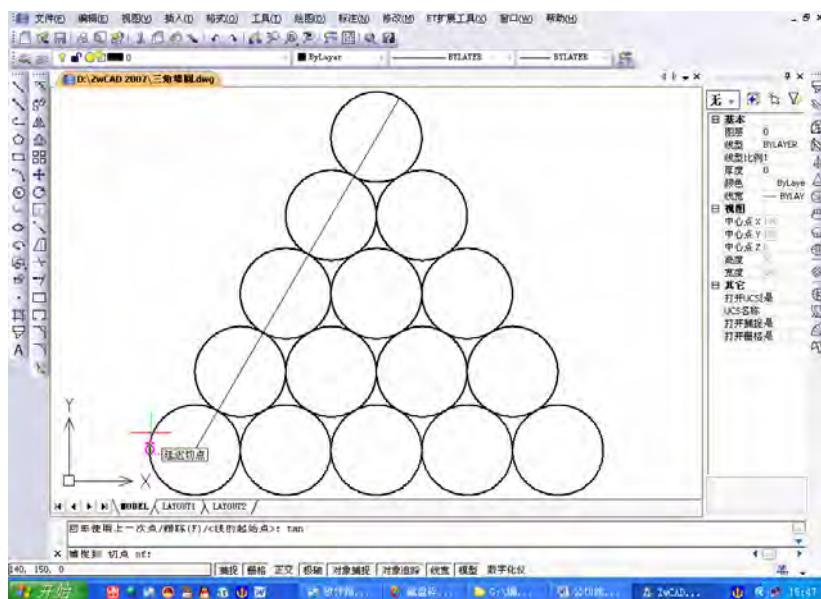 文件(F) 编辑(E) 视图(V) 插入(I) 格式(O) 工具(T) 绘图(D) 标注(N) 修改(M) ET扩展工具(X) 窗口(W) 帮助(H)
0 ByLayer BYLAYER BYLAYER
D:\ZwCAD 2007\三角堆圆.dwg
无
基本
图层 0
线型 BYLAYER
线型比例1
厚度 0
颜色 ByLaye
线宽 BYLAY
视图
中心点 X
中心点 Y
中心点 Z
高度
宽度
其它
打开UCS是
UCS名称
打开捕捉是
打开栅格是
延迟切点
Y
X
MODEL LAYOUT1 LAYOUT2
回车使用上一次点/跟踪(F)/<线的起始点>: tan
捕捉到 切点 of:
140, 150, 0 捕捉 栅格 正交 极轴 对象捕捉 对象追踪 线宽 模型 数字化仪
开始 ZwCAD... 16:47